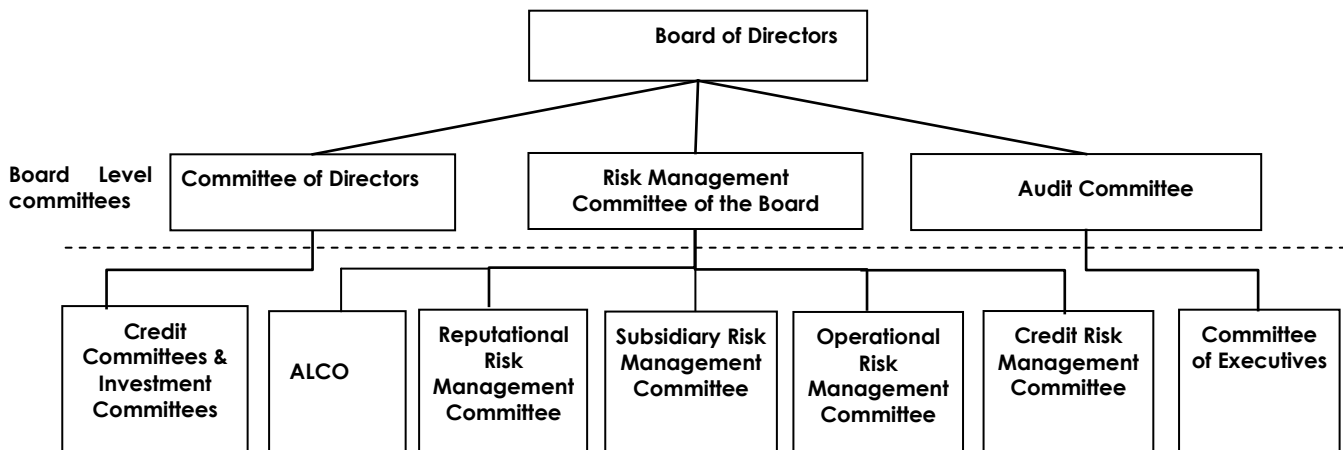 Board of Directors
Board Level
committees
Committee of Directors
Risk Management
Committee of the Board
Audit Committee
Credit
Committees &
Investment
Committees
ALCO
Reputational
Risk
Management
Committee
Subsidiary Risk
Management
Committee
Operational
Risk
Management
Committee
Credit Risk
Management
Committee
Committee
of Executives